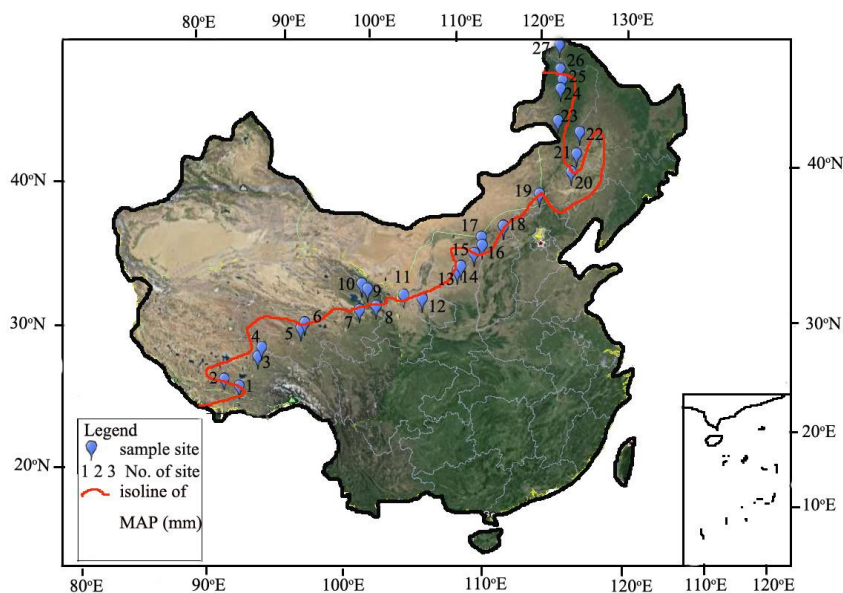 80°E 90°E 100°E 110°E 120°E 130°E
27
26
25
24
23
22
21
20
40°N
40°N
19
17
18
15
16
13
14
10
9
11
12
30°N
30°N
7
8
6
5
4
3
2
1
Legend
sample site
1 2 3 No. of site
isoline of
MAP (mm)
20°N
20°E
10°E
80°E 90°E 100°E 110°E 120°E 110°E 120°E